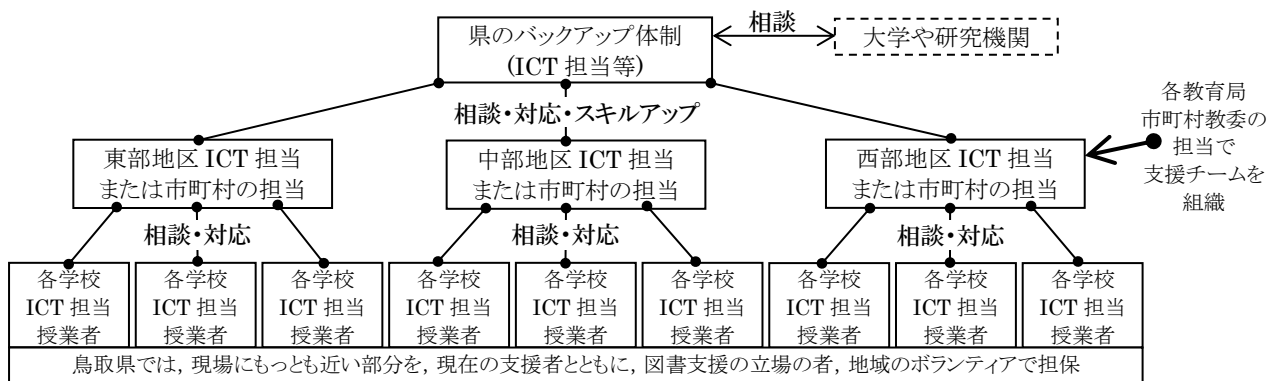 県のバックアップ体制
(ICT 担当等)
相談
大学や研究機関
相談・対応・スキルアップ
各教育局
市町村教委の
担当で
支援チームを
組織
東部地区 ICT 担当
または市町村の担当
中部地区 ICT 担当
または市町村の担当
西部地区 ICT 担当
または市町村の担当
相談・対応
相談・対応
相談・対応
各学校
ICT 担当
授業者
各学校
ICT 担当
授業者
各学校
ICT 担当
授業者
各学校
ICT 担当
授業者
各学校
ICT 担当
授業者
各学校
ICT 担当
授業者
各学校
ICT 担当
授業者
各学校
ICT 担当
授業者
各学校
ICT 担当
授業者
鳥取県では, 現場にもっとも近い部分を, 現在の支援者とともに, 図書支援の立場の者, 地域のボランティアで担保